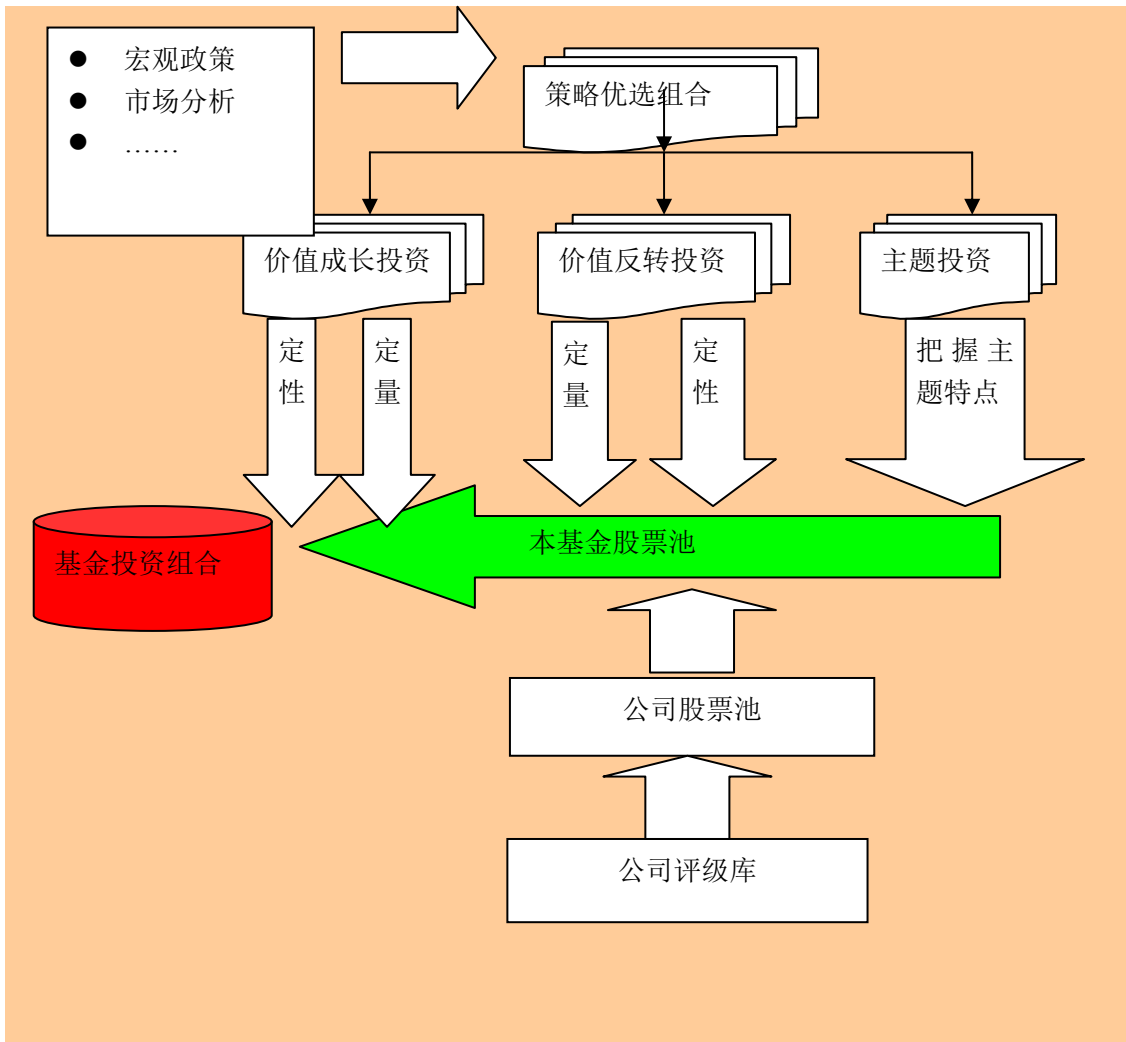 ● 宏观政策
● 市场分析
● ……
策略优选组合
价值成长投资
价值反转投资
主题投资
定
性
定
量
定
量
定
性
把握主
题特点
本基金股票池
基金投资组合
公司股票池
公司评级库